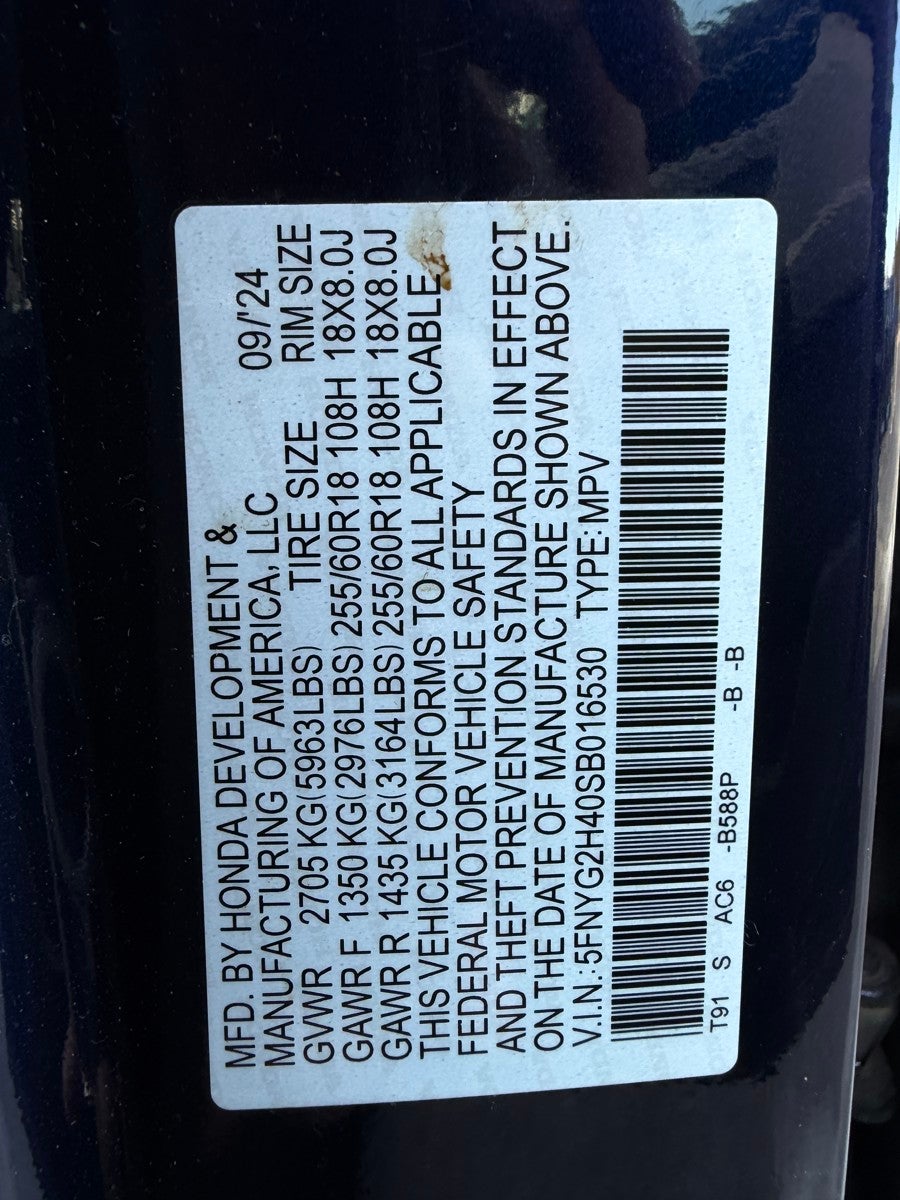 MFD. BY HONDA DEVELOPMENT &
MANUFACTURING OF AMERICA, LLC 09/'24
GVWR 2705 KG(5963LBS) TIRE SIZE RIM SIZE
GAWR F 1350 KG(2976LBS) 255/60R18 108H 18X8.0J
GAWR R 1435 KG(3164LBS) 255/60R18 108H 18X8.0J
THIS VEHICLE CONFORMS TO ALL APPLICABLE
FEDERAL MOTOR VEHICLE SAFETY
AND THEFT PREVENTION STANDARDS IN EFFECT
ON THE DATE OF MANUFACTURE SHOWN ABOVE.
V.I.N.: 5FNYG2H40SB016530 TYPE: MPV
T91 S AC6 -B588P -B -B